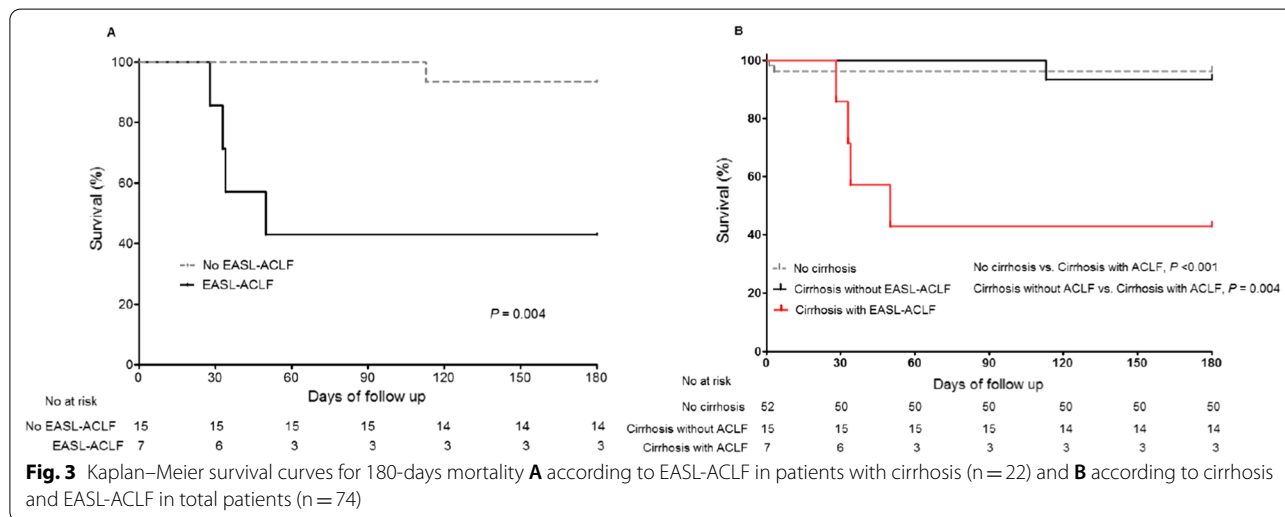 A
100
80
60
40
20
0
Survival (%)
No EASL-ACLF
EASL-ACLF
P = 0.004
0 30 60 90 120 150 180
Days of follow up
No at risk
No EASL-ACLF 15 15 15 15 14 14 14
EASL-ACLF 7 6 3 3 3 3 3
B
100
80
60
40
20
0
Survival (%)
No cirrhosis
Cirrhosis without EASL-ACLF
Cirrhosis with EASL-ACLF
No cirrhosis vs. Cirrhosis with ACLF, P <0.001
Cirrhosis without ACLF vs. Cirrhosis with ACLF, P = 0.004
0 30 60 90 120 150 180
Days of follow up
No at risk
No cirrhosis 52 50 50 50 50 50 50
Cirrhosis without ACLF 15 15 15 15 14 14 14
Cirrhosis with ACLF 7 6 3 3 3 3 3
Fig. 3 Kaplan–Meier survival curves for 180-days mortality A according to EASL-ACLF in patients with cirrhosis (n = 22) and B according to cirrhosis
and EASL-ACLF in total patients (n = 74)